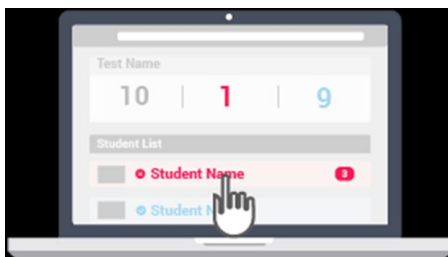 Test Name
10 | 1 | 9
Student List
Student Name 3
Student N